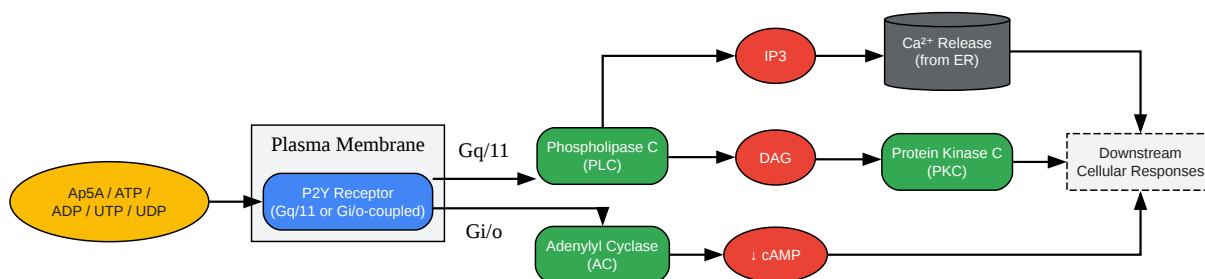 IP3
Ca²⁺ Release
(from ER)
Plasma Membrane
Gq/11
Phospholipase C
(PLC)
DAG
Protein Kinase C
(PKC)
Downstream
Cellular Responses
Ap5A / ATP /
ADP / UTP / UDP
P2Y Receptor
(Gq/11 or Gi/o-coupled)
Gi/o
Adenylyl Cyclase
(AC)
↓ cAMP